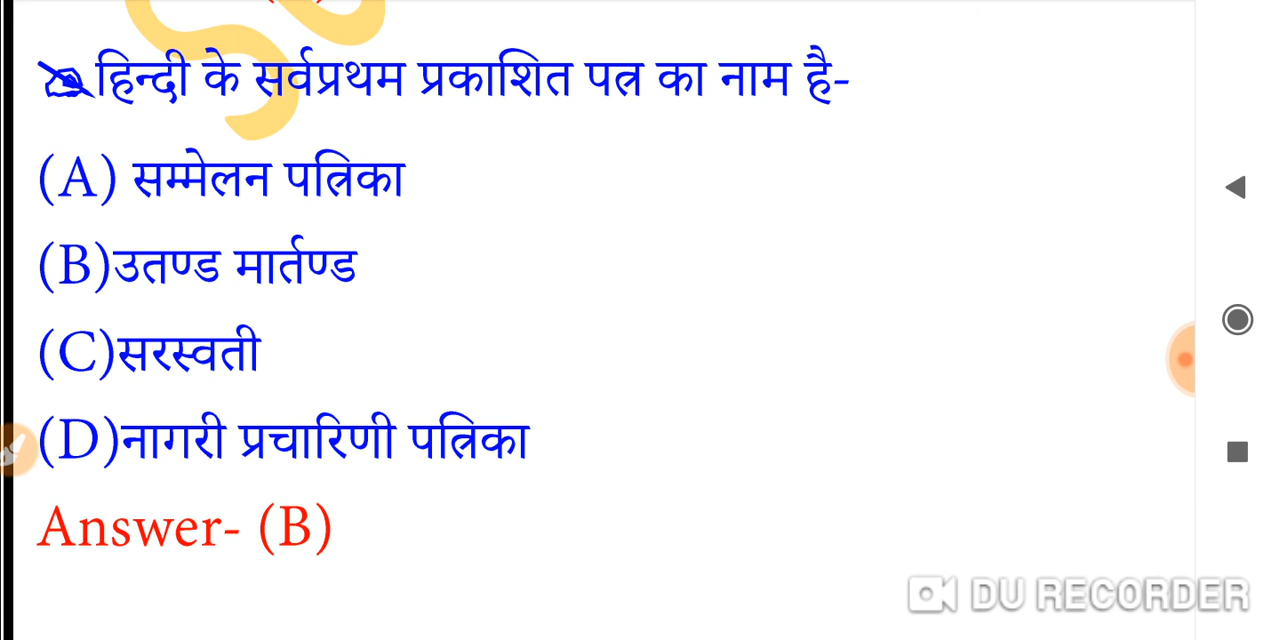 हिन्दी के सर्वप्रथम प्रकाशित पत्र का नाम है-
(A) सम्मेलन पत्रिका
(B)उतण्ड मार्तण्ड
(C)सरस्वती
(D)नागरी प्रचारिणी पत्रिका
Answer- (B)
DU RECORDER